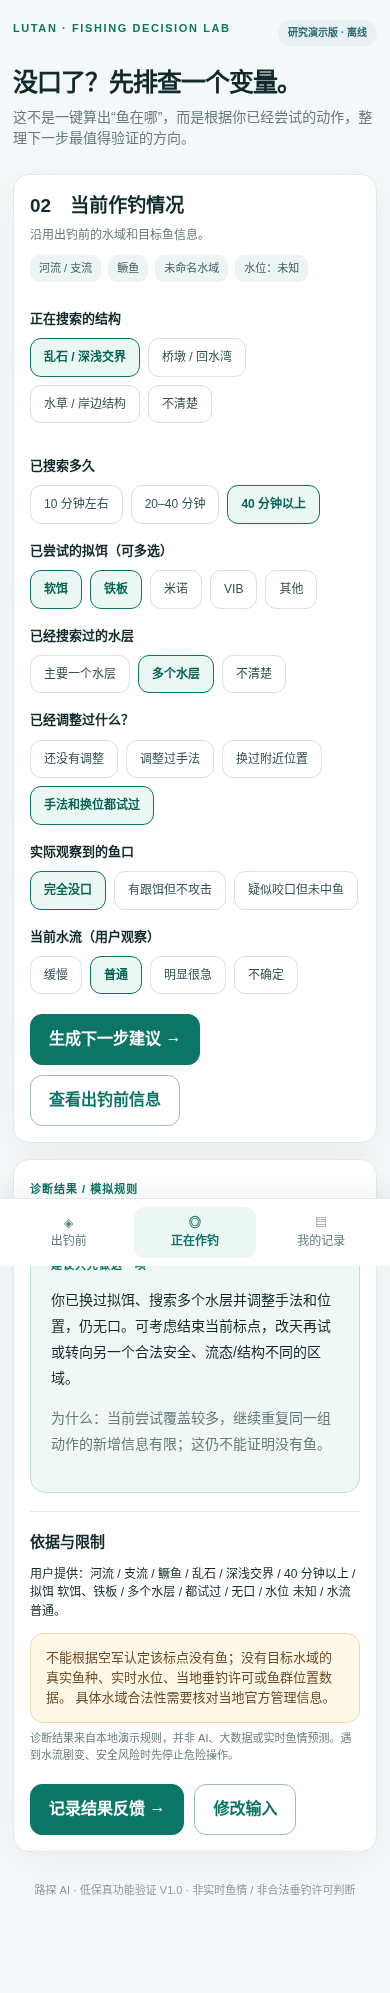 LUTAN · FISHING DECISION LAB
研究演示版 · 离线
没口了？先排查一个变量。
这不是一键算出“鱼在哪”，而是根据你已经尝试的动作，整
理下一步最值得验证的方向。
02 当前作钓情况
沿用出钓前的水域和目标鱼信息。
河流 / 支流 鳜鱼 未命名水域 水位：未知
正在搜索的结构
乱石 / 深浅交界 桥墩 / 回水湾
水草 / 岸边结构 不清楚
已搜索多久
10 分钟左右 20–40 分钟 40 分钟以上
已尝试的拟饵（可多选）
软饵 铁板 米诺 VIB 其他
已经搜索过的水层
主要一个水层 多个水层 不清楚
已经调整过什么？
还没有调整 调整过手法 换过附近位置
手法和换位都试过
实际观察到的鱼口
完全没口 有跟饵但不攻击 疑似咬口但未中鱼
当前水流（用户观察）
缓慢 普通 明显很急 不确定
生成下一步建议 →
查看出钓前信息
诊断结果 / 模拟规则
出钓前 正在作钓 我的记录
你已换过拟饵、搜索多个水层并调整手法和位
置，仍无口。可考虑结束当前标点，改天再试
或转向另一个合法安全、流态/结构不同的区
域。
为什么：当前尝试覆盖较多，继续重复同一组
动作的新增信息有限；这仍不能证明没有鱼。
依据与限制
用户提供：河流 / 支流 / 鳜鱼 / 乱石 / 深浅交界 / 40 分钟以上 /
拟饵 软饵、铁板 / 多个水层 / 都试过 / 无口 / 水位 未知 / 水流
普通。
不能根据空军认定该标点没有鱼；没有目标水域的
真实鱼种、实时水位、当地垂钓许可或鱼群位置数
据。 具体水域合法性需要核对当地官方管理信息。
诊断结果来自本地演示规则，并非 AI、大数据或实时鱼情预测。遇
到水流剧变、安全风险时先停止危险操作。
记录结果反馈 → 修改输入
路探 AI · 低保真功能验证 V1.0 · 非实时鱼情 / 非合法垂钓许可判断